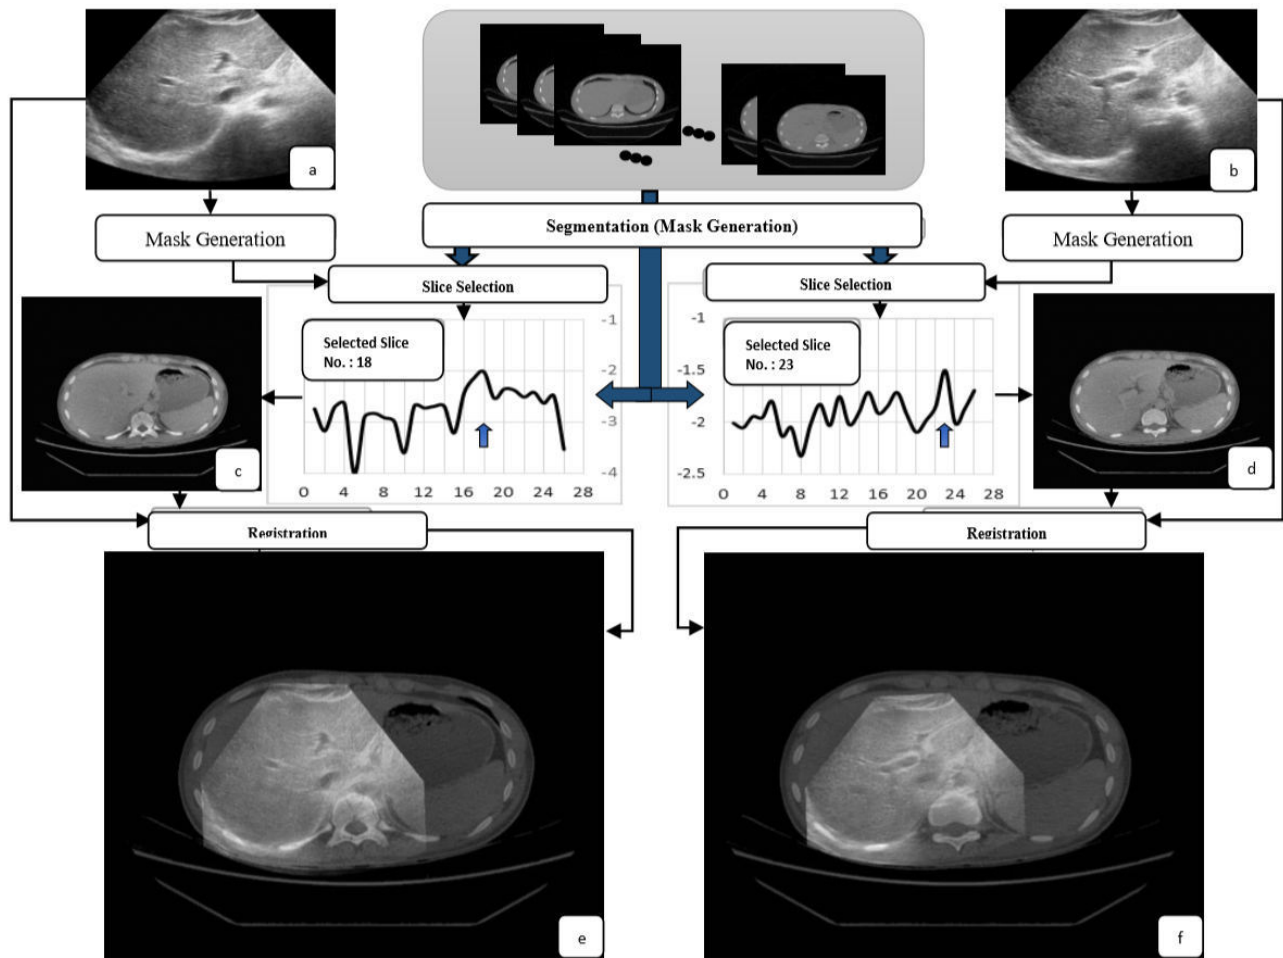 a
b
Segmentation (Mask Generation)
Mask Generation
Mask Generation
Slice Selection
Slice Selection
Selected Slice
No. : 18
-1
-2
-3
-4
0 4 8 12 16 20 24 28
Selected Slice
No. : 23
-1
-1.5
-2
-2.5
0 4 8 12 16 20 24 28
c
d
Registration
Registration
e
f